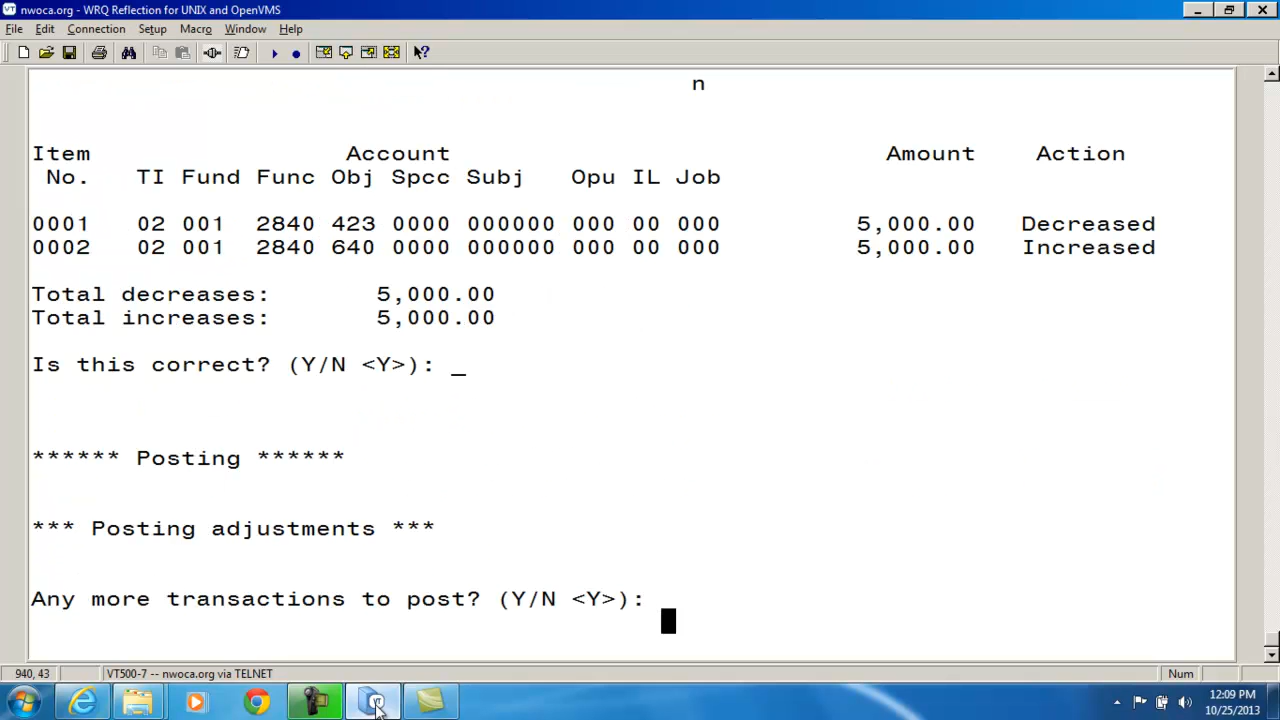 nwoca.org - WRQ Reflection for UNIX and OpenVMS
File Edit Connection Setup Macro Window Help
n
Item Account Amount Action
No. TI Fund Func Obj Spcc Subj Opu IL Job
0001 02 001 2840 423 0000 000000 000 00 000 5,000.00 Decreased
0002 02 001 2840 640 0000 000000 000 00 000 5,000.00 Increased
Total decreases: 5,000.00
Total increases: 5,000.00
Is this correct? (Y/N <Y>): _
****** Posting ******
*** Posting adjustments ***
Any more transactions to post? (Y/N <Y>):
940, 43 VT500-7 -- nwoca.org via TELNET Num
12:09 PM
10/25/2013